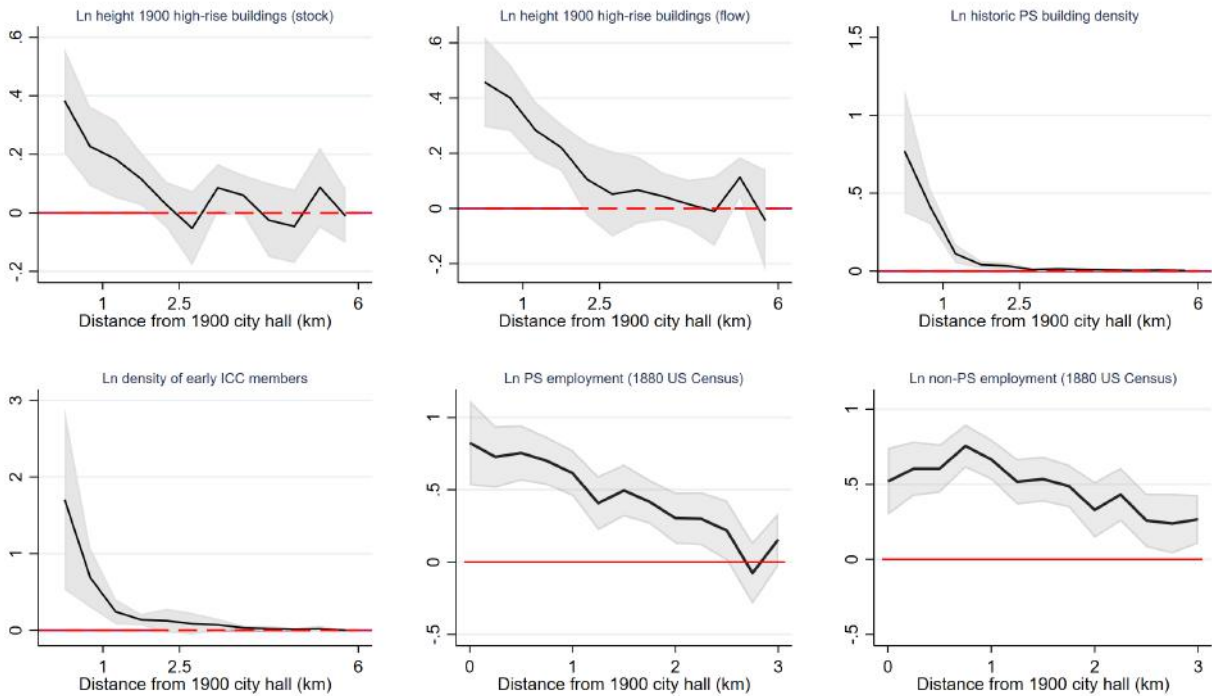 Ln height 1900 high-rise buildings (stock)
.6
.4
.2
0
-.2
1 2.5 6
Distance from 1900 city hall (km)
Ln height 1900 high-rise buildings (flow)
.6
.4
.2
0
-.2
1 2.5 6
Distance from 1900 city hall (km)
Ln historic PS building density
1.5
1
.5
0
1 2.5 6
Distance from 1900 city hall (km)
Ln density of early ICC members
3
2
1
0
1 2.5 6
Distance from 1900 city hall (km)
Ln PS employment (1880 US Census)
1
.5
0
-.5
0 1 2 3
Distance from 1900 city hall (km)
Ln non-PS employment (1880 US Census)
1
0.5
0
-.5
0 1 2 3
Distance from 1900 city hall (km)